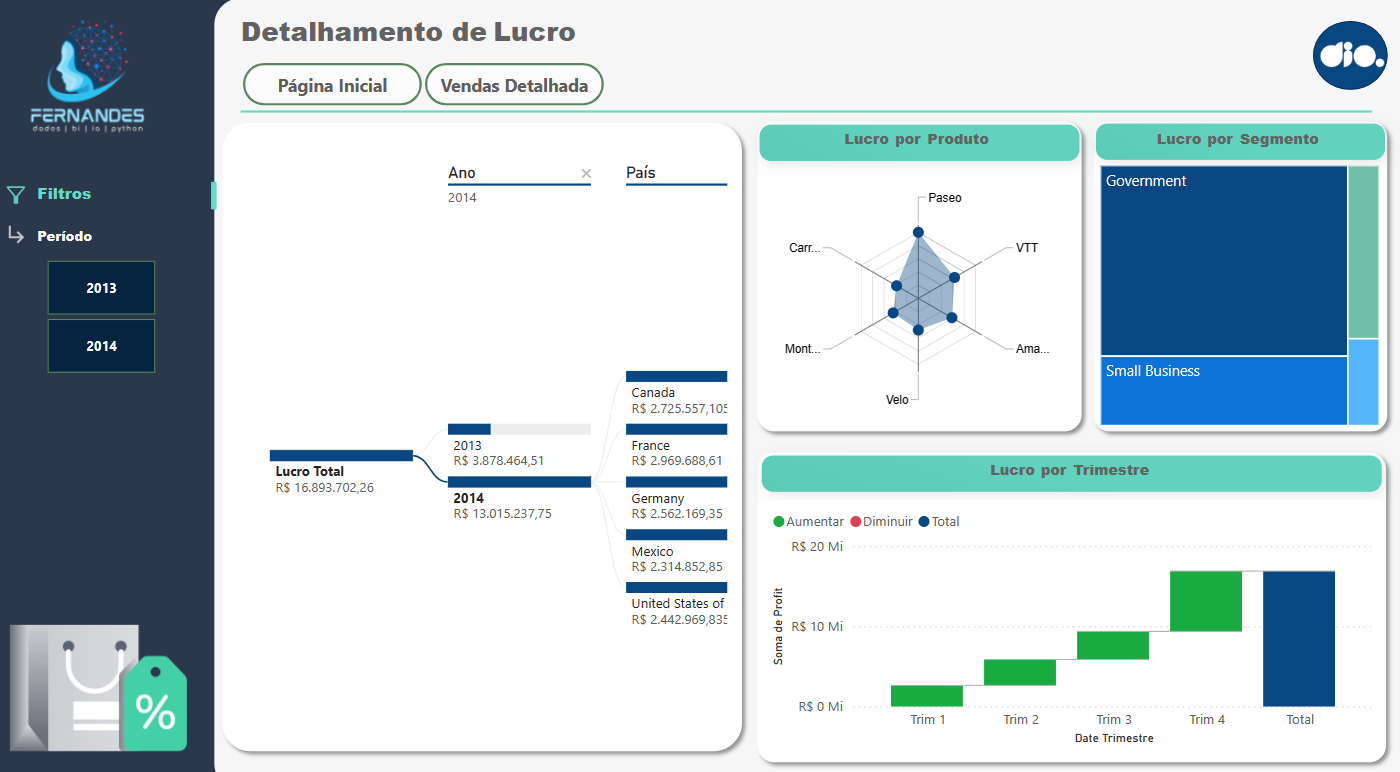 FERNANDES
dados | bi | io | python
Filtros
Período
2013
2014
%
Detalhamento de Lucro
Página Inicial
Vendas Detalhada
dio.
Ano
2014
País
Lucro Total
R$ 16.893.702,26
2013
R$ 3.878.464,51
2014
R$ 13.015.237,75
Canada
R$ 2.725.557,105
France
R$ 2.969.688,61
Germany
R$ 2.562.169,35
Mexico
R$ 2.314.852,85
United States of
R$ 2.442.969,835
Lucro por Produto
Paseo
VTT
Ama...
Velo
Mont...
Carr...
Lucro por Segmento
Government
Small Business
Lucro por Trimestre
Aumentar Diminuir Total
Soma de Profit
R$ 20 Mi
R$ 10 Mi
R$ 0 Mi
Trim 1 Trim 2 Trim 3 Trim 4 Total
Date Trimestre